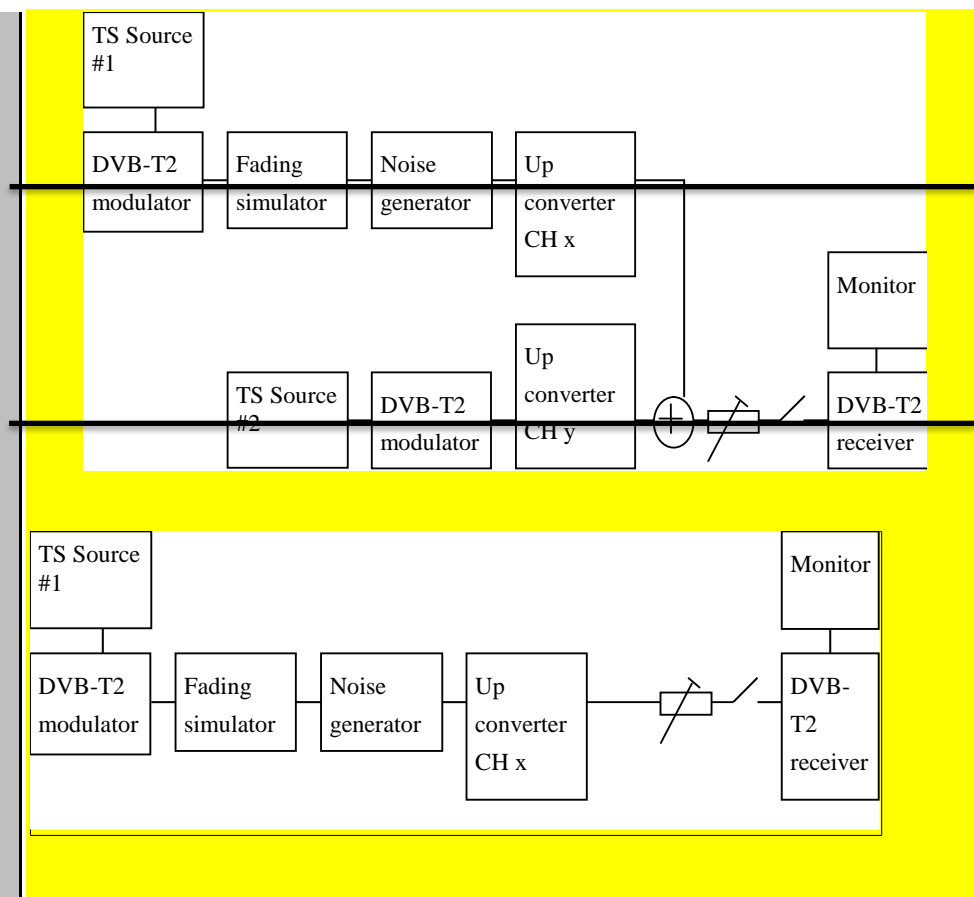 TS Source
#1
DVB-T2
modulator
Fading
simulator
Noise
generator
Up
converter
CH x
Monitor
TS Source
#2
DVB-T2
modulator
Up
converter
CH y
DVB-T2
receiver
TS Source
#1
Monitor
DVB-T2
modulator
Fading
simulator
Noise
generator
Up
converter
CH x
DVB-
T2
receiver